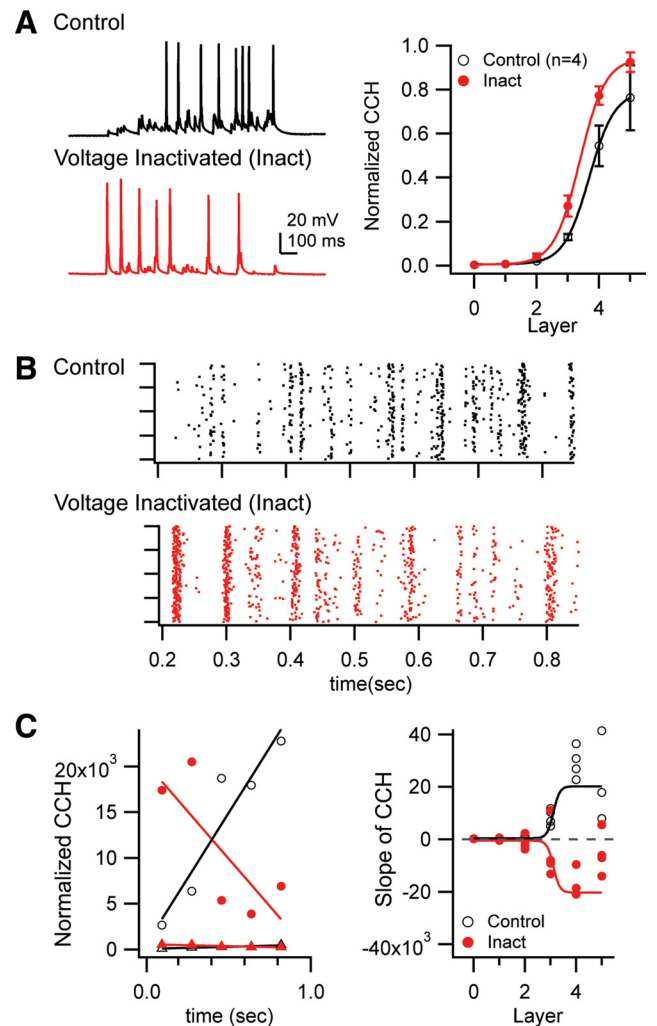 A
Control
Voltage Inactivated (Inact)
20 mV
100 ms
Normalized CCH
1.0
0.8
0.6
0.4
0.2
0.0
Control (n=4)
Inact
0
2
4
Layer
B
Control
Voltage Inactivated (Inact)
0.2
0.3
0.4
0.5
0.6
0.7
0.8
time(sec)
C
Normalized CCH
20x10³
15
10
5
0
0.0
1.0
time (sec)
Slope of CCH
40
20
0
-20
-40x10³
Control
Inact
0
2
4
Layer